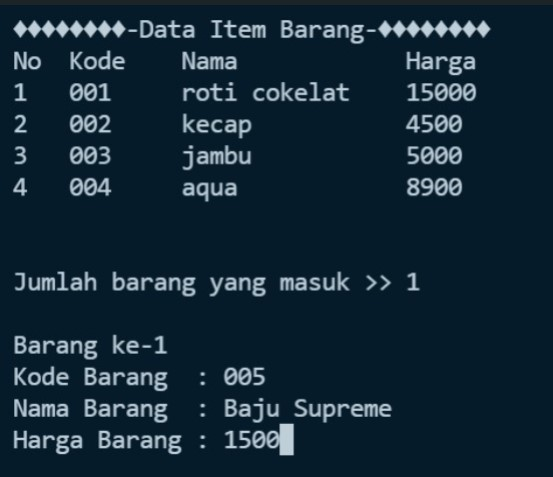 ♦♦♦♦♦♦♦♦-Data Item Barang-♦♦♦♦♦♦♦♦
No Kode Nama Harga
1 001 roti cokelat 15000
2 002 kecap 4500
3 003 jambu 5000
4 004 aqua 8900
Jumlah barang yang masuk >> 1
Barang ke-1
Kode Barang : 005
Nama Barang : Baju Supreme
Harga Barang : 1500